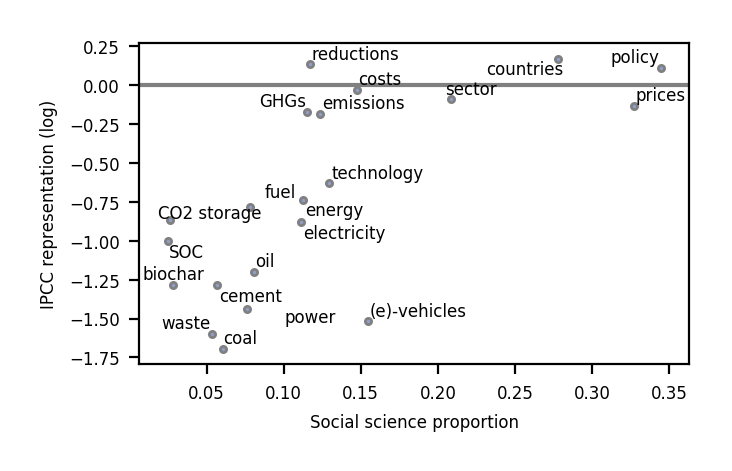 0.25
0.00
−0.25
−0.50
−0.75
−1.00
−1.25
−1.50
−1.75
IPCC representation (log)
reductions
policy
countries
costs
sector
prices
GHGs
emissions
technology
fuel
energy
CO2 storage
electricity
SOC
oil
biochar
cement
(e)-vehicles
power
waste
coal
0.05 0.10 0.15 0.20 0.25 0.30 0.35
Social science proportion